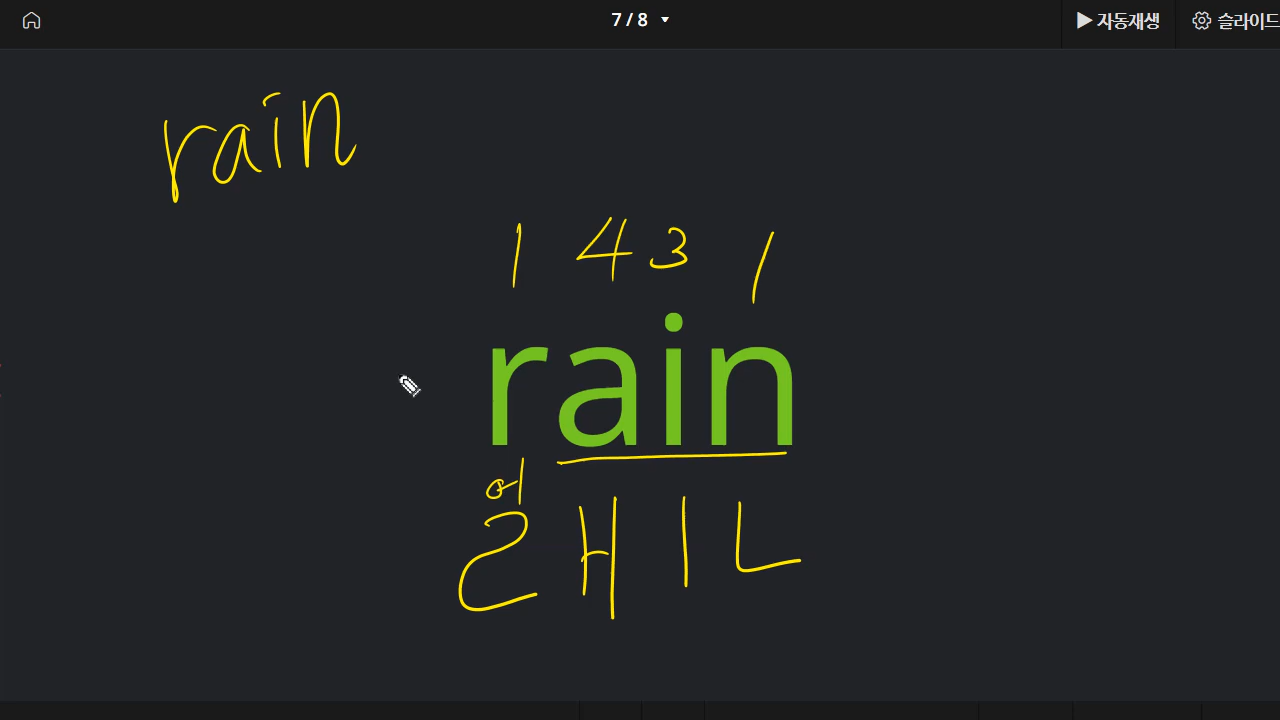 7 / 8 자동재생 슬라이드
rain
1 4 3 1
rain
어
ㄹ ㅐ ㅣ ㄴ